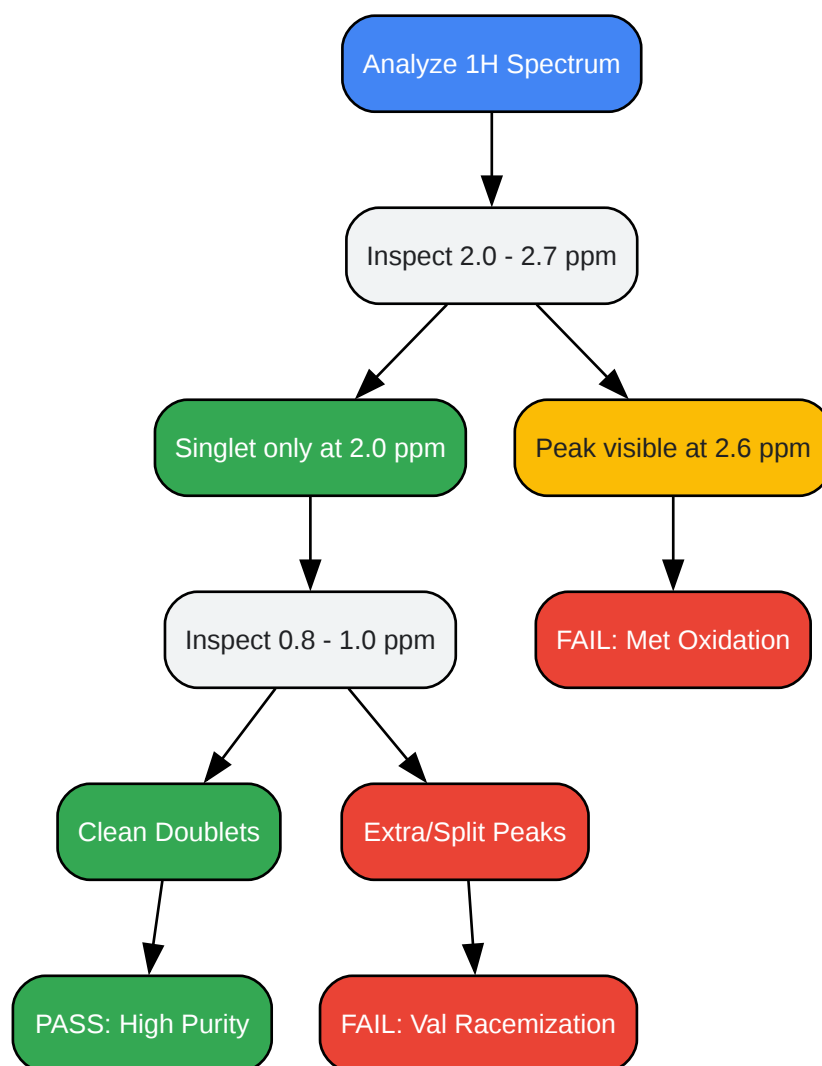 Analyze 1H Spectrum
Inspect 2.0 - 2.7 ppm
Singlet only at 2.0 ppm
Peak visible at 2.6 ppm
Inspect 0.8 - 1.0 ppm
FAIL: Met Oxidation
Clean Doublets
Extra/Split Peaks
PASS: High Purity
FAIL: Val Racemization